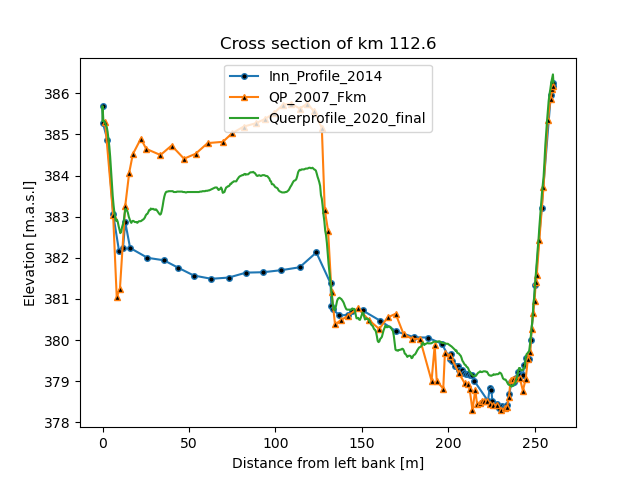 Cross section of km 112.6
Inn_Profile_2014
QP_2007_Fkm
Querprofile_2020_final
386
385
384
383
382
381
380
379
378
Elevation [m.a.s.l]
0
50
100
150
200
250
Distance from left bank [m]